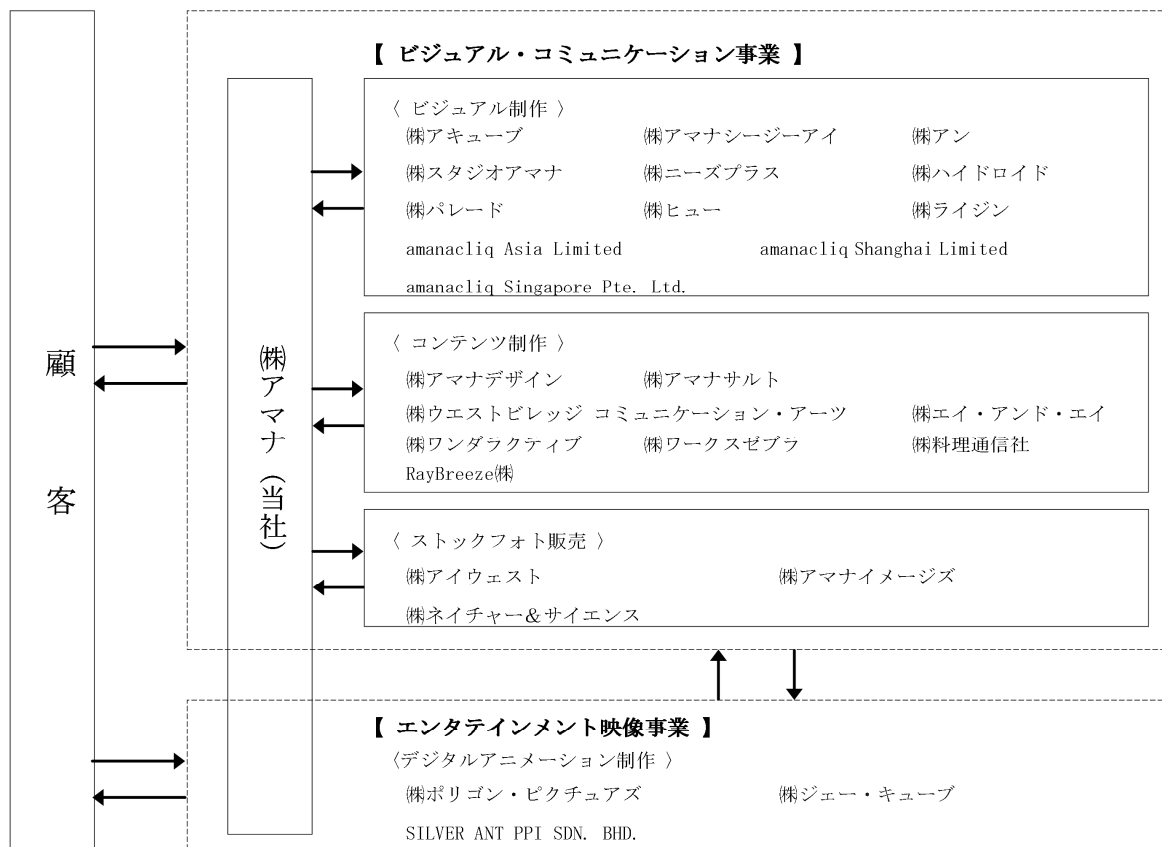 顧客
【 ビジュアル・コミュニケーション事業 】
㈱アマナ(当社)
〈 ビジュアル制作 〉
㈱アキューブ ㈱アマナシージーアイ ㈱アン
㈱スタジオアマナ ㈱ニーズプラス ㈱ハイドロイド
㈱パレード ㈱ヒュー ㈱ライジン
amanacliq Asia Limited amanacliq Shanghai Limited
amanacliq Singapore Pte. Ltd.
〈 コンテンツ制作 〉
㈱アマナデザイン ㈱アマナサルト
㈱ウエストビレッジ コミュニケーション・アーツ ㈱エイ・アンド・エイ
㈱ワンダラクティブ ㈱ワークスゼブラ ㈱料理通信社
RayBreeze㈱
〈 ストックフォト販売 〉
㈱アイウェスト ㈱アマナイメージズ
㈱ネイチャー＆サイエンス
【 エンタテインメント映像事業 】
〈デジタルアニメーション制作 〉
㈱ポリゴン・ピクチュアズ ㈱ジェー・キューブ
SILVER ANT PPI SDN. BHD.